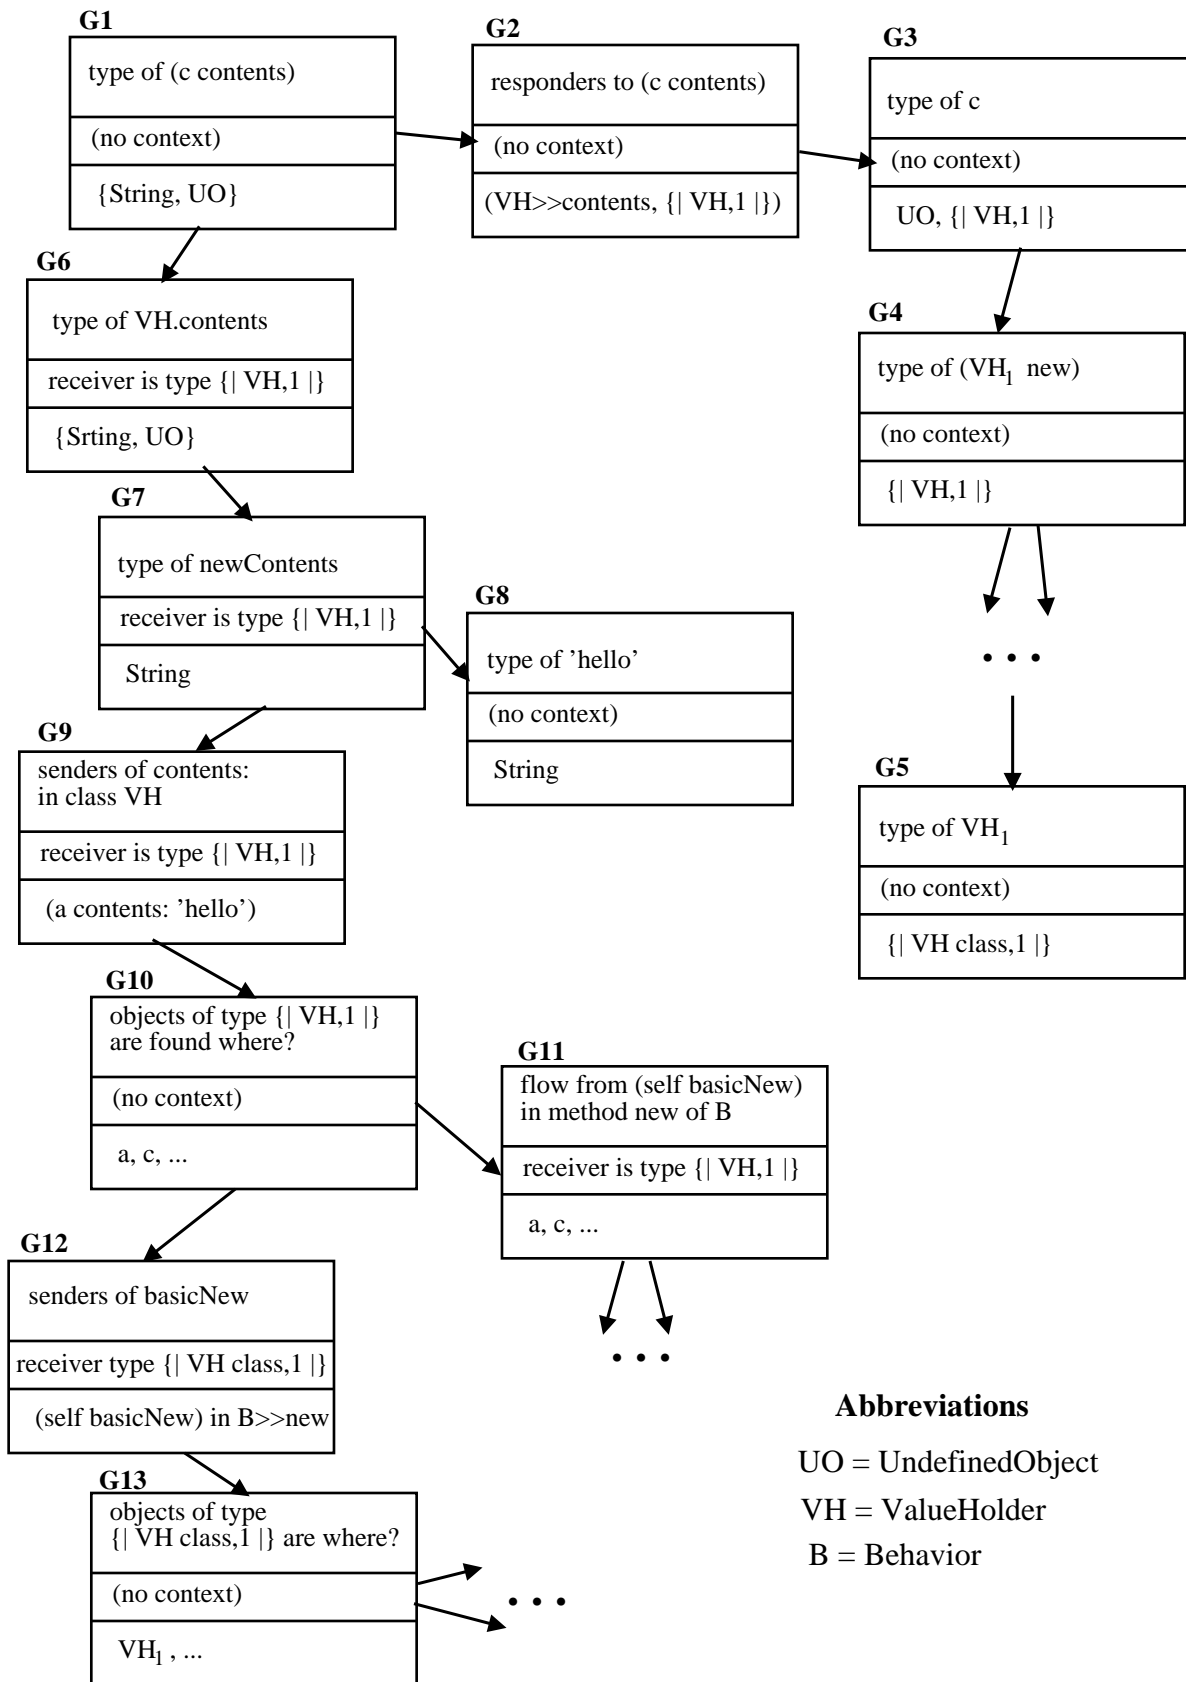 G1
type of (c contents)
(no context)
{String, UO}
G2
responders to (c contents)
(no context)
(VH>>contents, {| VH,1 |})
G3
type of c
(no context)
UO, {| VH,1 |}
G6
type of VH.contents
receiver is type {| VH,1 |}
{Srting, UO}
G4
type of (VH1 new)
(no context)
{| VH,1 |}
G7
type of newContents
receiver is type {| VH,1 |}
String
G8
type of ’hello’
(no context)
String
. . .
G9
senders of contents:
in class VH
receiver is type {| VH,1 |}
(a contents: ’hello’)
G5
type of VH1
(no context)
{| VH class,1 |}
G10
objects of type {| VH,1 |}
are found where?
(no context)
a, c, ...
G11
flow from (self basicNew)
in method new of B
receiver is type {| VH,1 |}
a, c, ...
. . .
G12
senders of basicNew
receiver type {| VH class,1 |}
(self basicNew) in B>>new
G13
objects of type
{| VH class,1 |} are where?
(no context)
VH1 , ...
. . .
Abbreviations
UO = UndefinedObject
VH = ValueHolder
B = Behavior